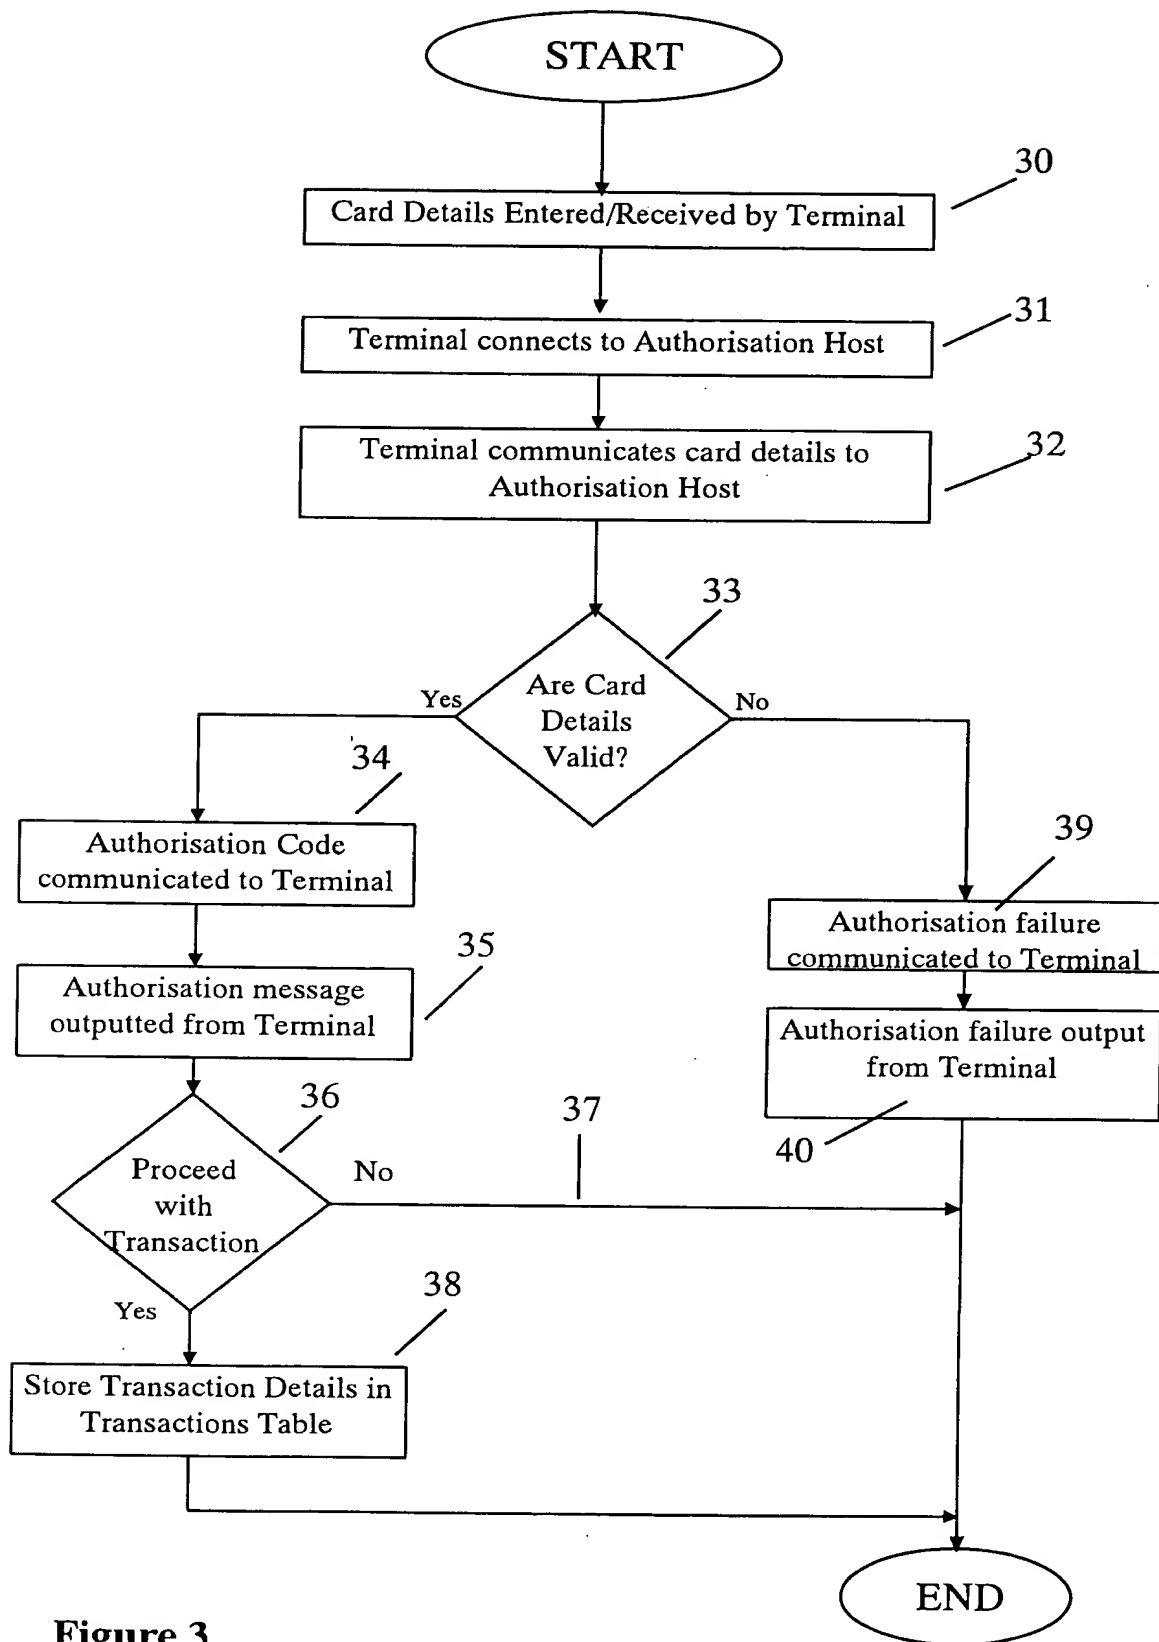 START
30
Card Details Entered/Received by Terminal
31
Terminal connects to Authorisation Host
32
Terminal communicates card details to
Authorisation Host
33
Are Card
Details
Valid?
Yes
No
34
Authorisation Code
communicated to Terminal
39
Authorisation failure
communicated to Terminal
35
Authorisation message
outputted from Terminal
Authorisation failure output
from Terminal
40
36
37
Proceed
with
Transaction
No
Yes
38
Store Transaction Details in
Transactions Table
END
Figure 3